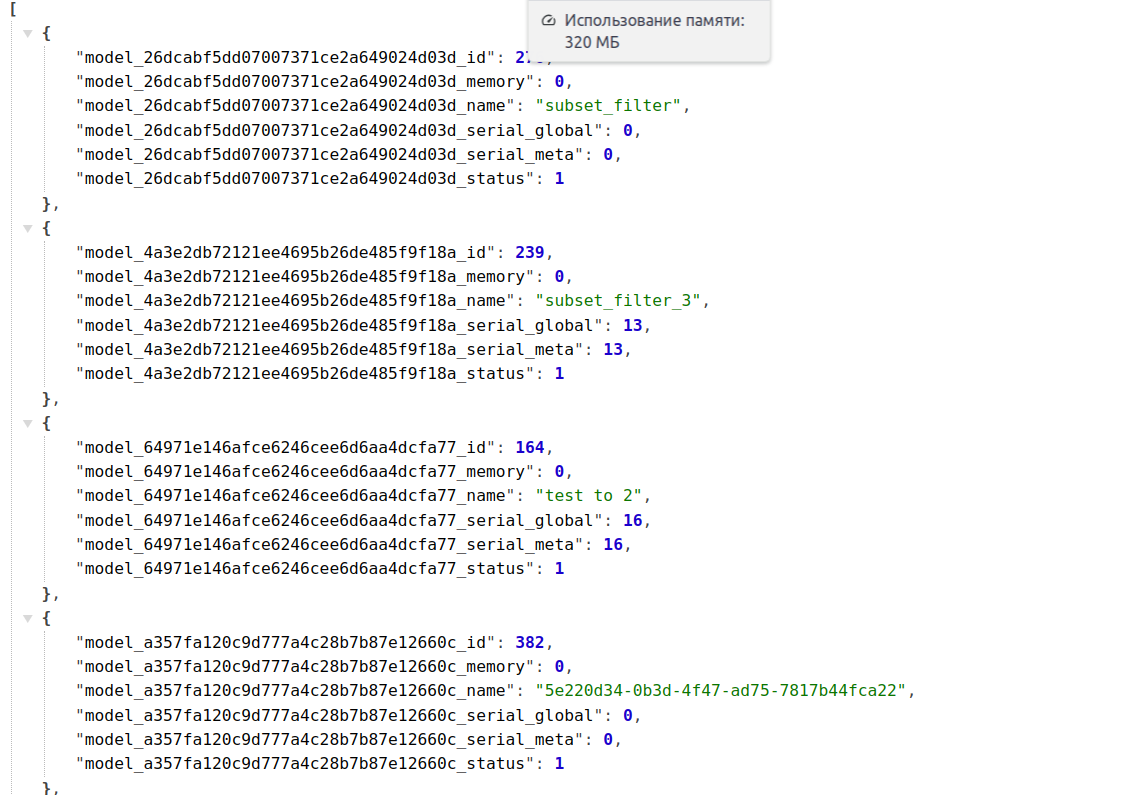 [
{
"model_26dcabf5dd07007371ce2a649024d03d_id":
"model_26dcabf5dd07007371ce2a649024d03d_memory": 0,
"model_26dcabf5dd07007371ce2a649024d03d_name": "subset_filter",
"model_26dcabf5dd07007371ce2a649024d03d_serial_global": 0,
"model_26dcabf5dd07007371ce2a649024d03d_serial_meta": 0,
"model_26dcabf5dd07007371ce2a649024d03d_status": 1
},
{
"model_4a3e2db72121ee4695b26de485f9f18a_id": 239,
"model_4a3e2db72121ee4695b26de485f9f18a_memory": 0,
"model_4a3e2db72121ee4695b26de485f9f18a_name": "subset_filter_3",
"model_4a3e2db72121ee4695b26de485f9f18a_serial_global": 13,
"model_4a3e2db72121ee4695b26de485f9f18a_serial_meta": 13,
"model_4a3e2db72121ee4695b26de485f9f18a_status": 1
},
{
"model_64971e146afce6246cee6d6aa4dcfa77_id": 164,
"model_64971e146afce6246cee6d6aa4dcfa77_memory": 0,
"model_64971e146afce6246cee6d6aa4dcfa77_name": "test to 2",
"model_64971e146afce6246cee6d6aa4dcfa77_serial_global": 16,
"model_64971e146afce6246cee6d6aa4dcfa77_serial_meta": 16,
"model_64971e146afce6246cee6d6aa4dcfa77_status": 1
},
{
"model_a357fa120c9d777a4c28b7b87e12660c_id": 382,
"model_a357fa120c9d777a4c28b7b87e12660c_memory": 0,
"model_a357fa120c9d777a4c28b7b87e12660c_name": "5e220d34-0b3d-4f47-ad75-7817b44fca22",
"model_a357fa120c9d777a4c28b7b87e12660c_serial_global": 0,
"model_a357fa120c9d777a4c28b7b87e12660c_serial_meta": 0,
"model_a357fa120c9d777a4c28b7b87e12660c_status": 1
},
Использование памяти:
320 МБ